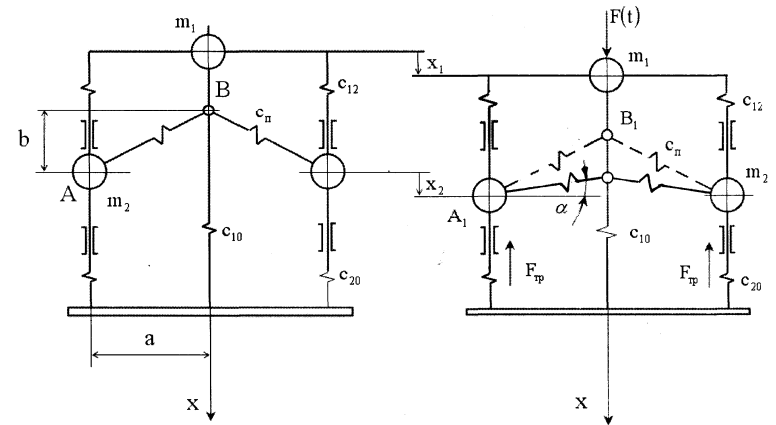 m₁
B
c₁₂
cп
b
A
m₂
c₁₀
c₂₀
a
x
F(t)
m₁
x₁
c₁₂
B₁
cп
x₂
m₂
A₁
α
c₁₀
Fтр
Fтр
c₂₀
x